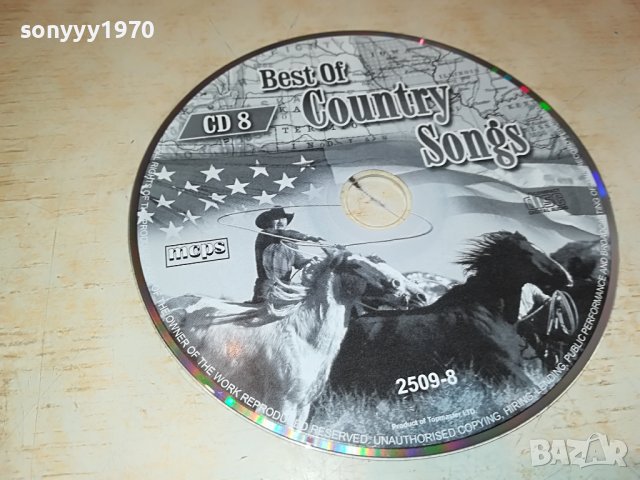 sonyyy1970
Best Of
Country
Songs
CD 8
mcps
2509-8
Product of Topmaster LTD.
THE OWNER OF THE WORK REPRODUCED RESERVED. UNAUTHORISED COPYING, HIRING, LENDING, PUBLIC PERFORMANCE AND BROADCASTING OF
BAZAR